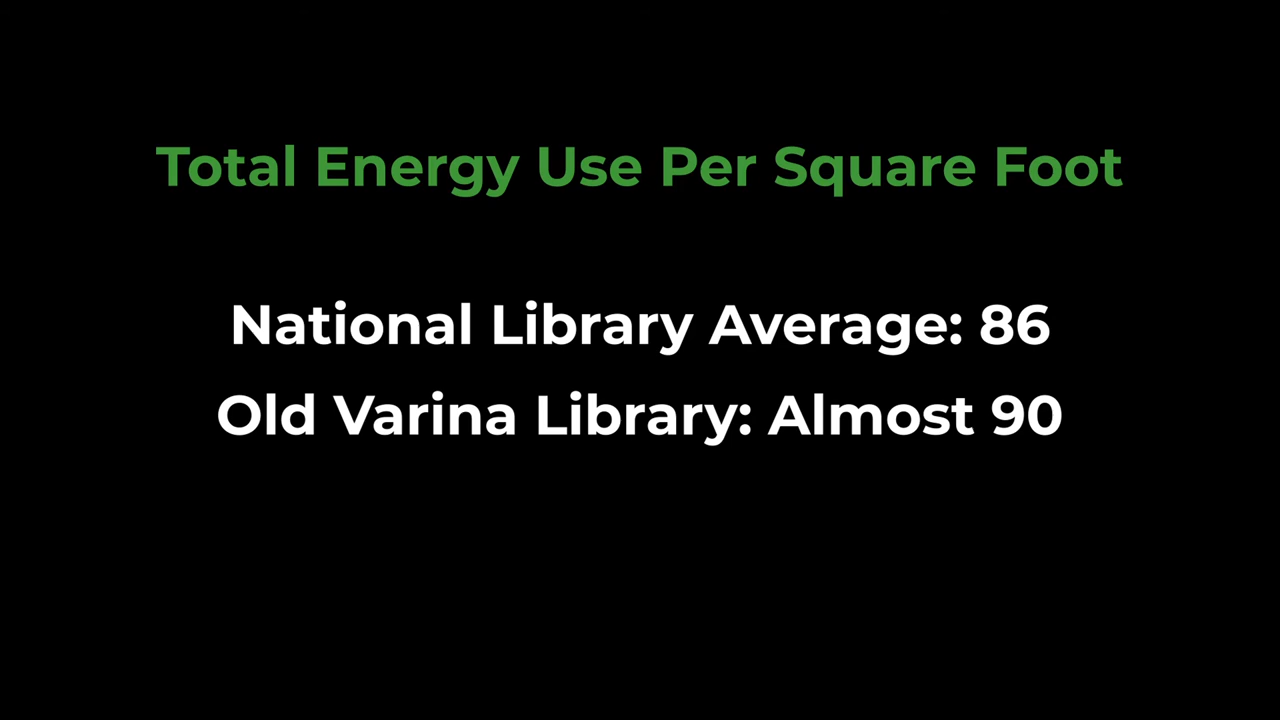 Total Energy Use Per Square Foot
National Library Average: 86
Old Varina Library: Almost 90